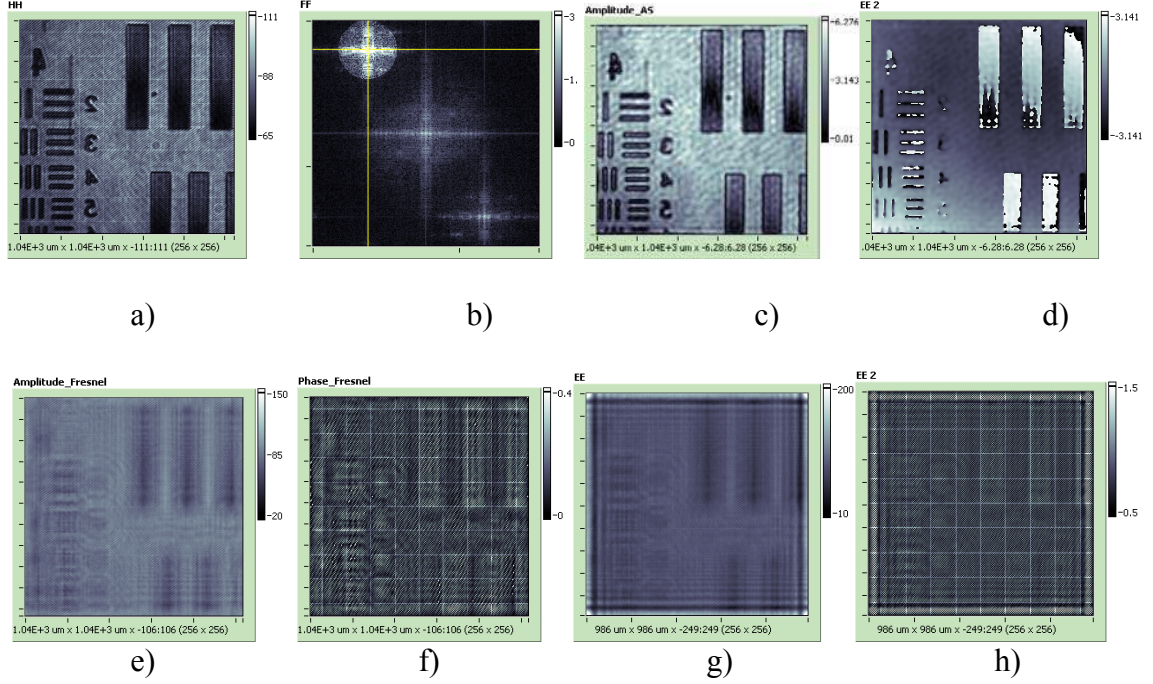 HH
-111
-88
-65
1.04E+3 um x 1.04E+3 um x -111:111 (256 x 256)
a)
FF
-3
-1.
-0
b)
Amplitude_AS
-6.276
-3.143
-0.01
.04E+3 um x 1.04E+3 um x -6.28:6.28 (256 x 256)
c)
EE 2
-3.141
-3.141
.04E+3 um x 1.04E+3 um x -6.28:6.28 (256 x 256)
d)
4
2
3
4
5
Amplitude_Fresnel
-150
-85
-20
1.04E+3 um x 1.04E+3 um x -106:106 (256 x 256)
e)
Phase_Fresnel
-0.4
-0
1.04E+3 um x 1.04E+3 um x -106:106 (256 x 256)
f)
EE
-200
-10
986 um x 986 um x -249:249 (256 x 256)
g)
EE 2
-1.5
-0.5
986 um x 986 um x -249:249 (256 x 256)
h)